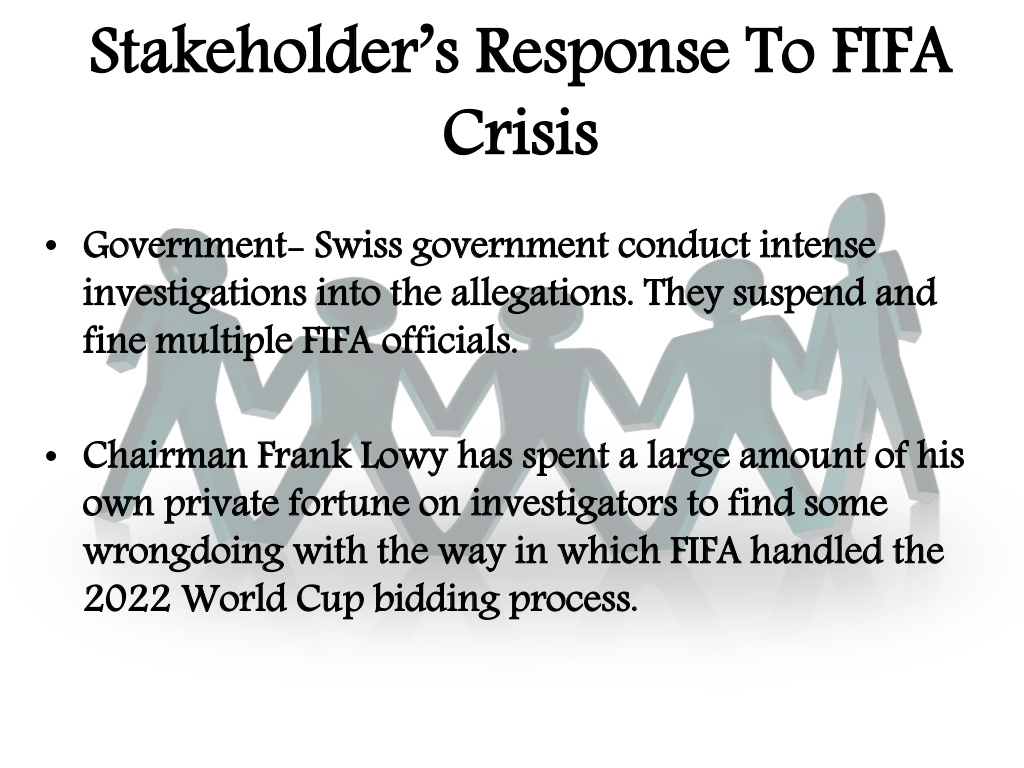 Stakeholder’s Response To FIFA
Crisis
• Government- Swiss government conduct intense
investigations into the allegations. They suspend and
fine multiple FIFA officials.
• Chairman Frank Lowy has spent a large amount of his
own private fortune on investigators to find some
wrongdoing with the way in which FIFA handled the
2022 World Cup bidding process.